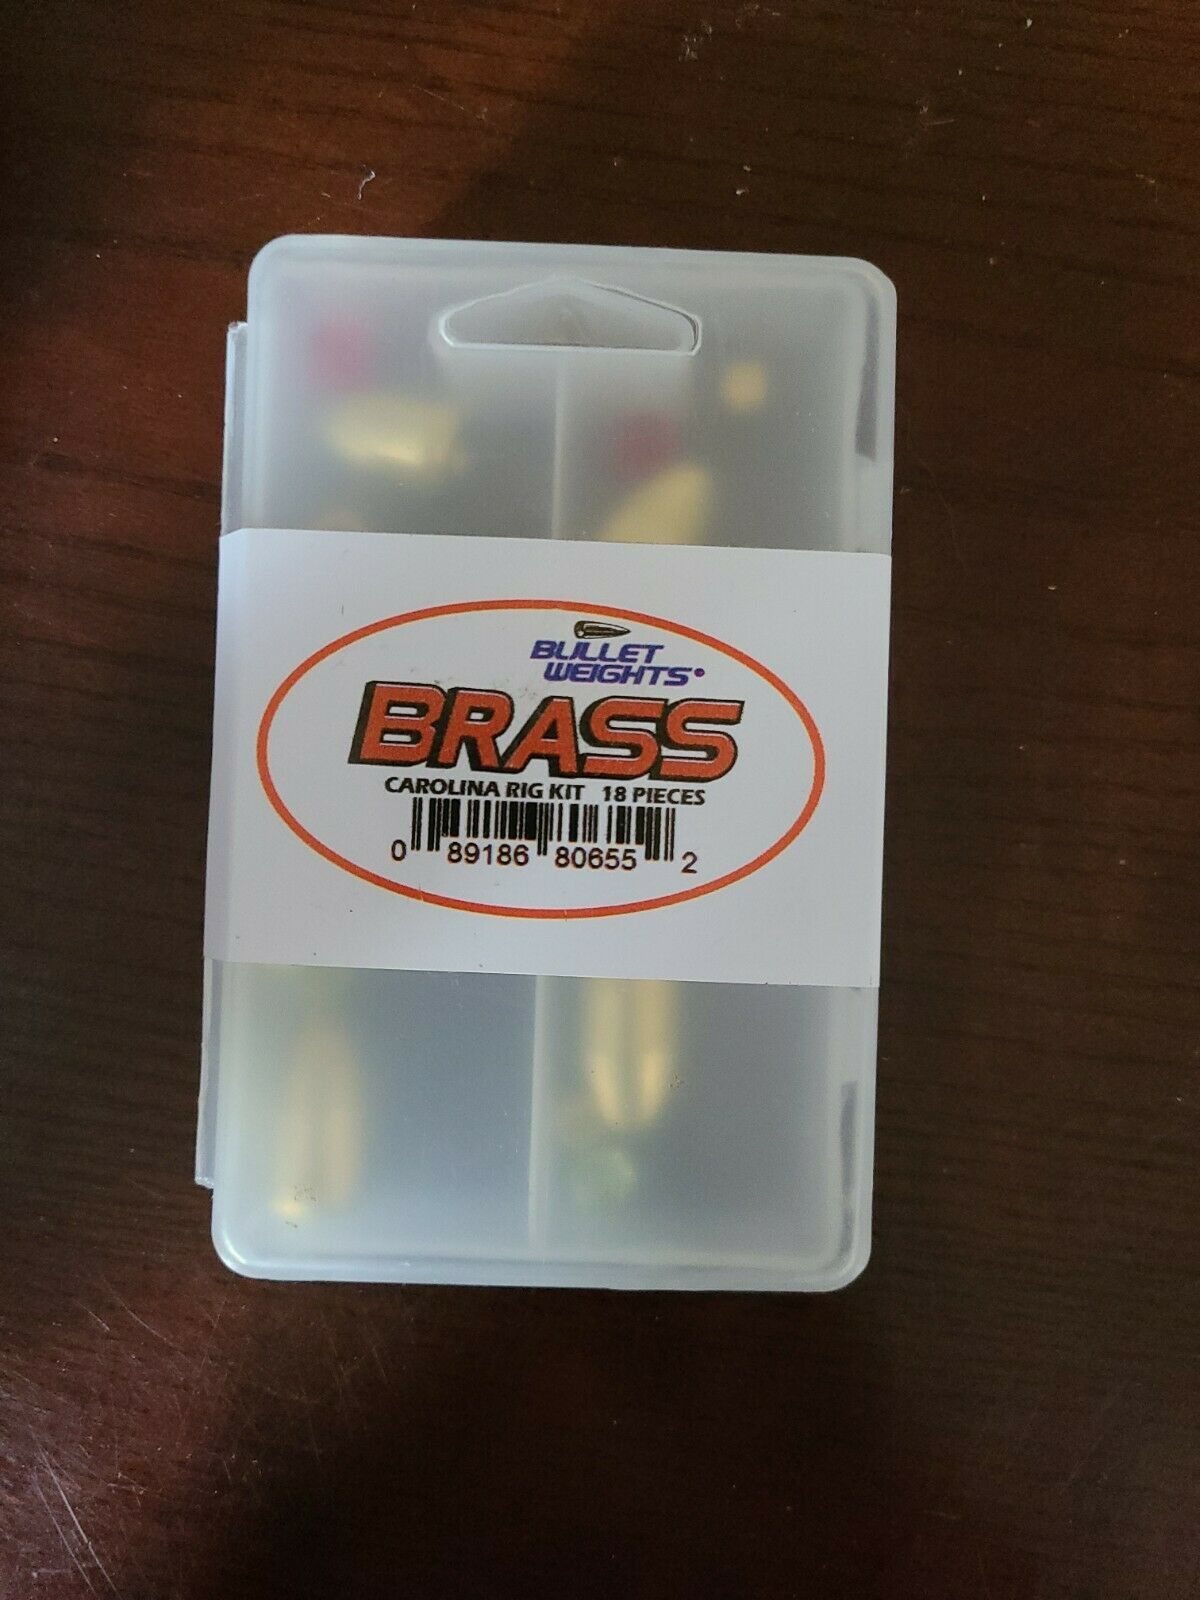 BULLET
WEIGHTS
BRASS
CAROLINA RIG KIT 18 PIECES
0 89186 80655 2